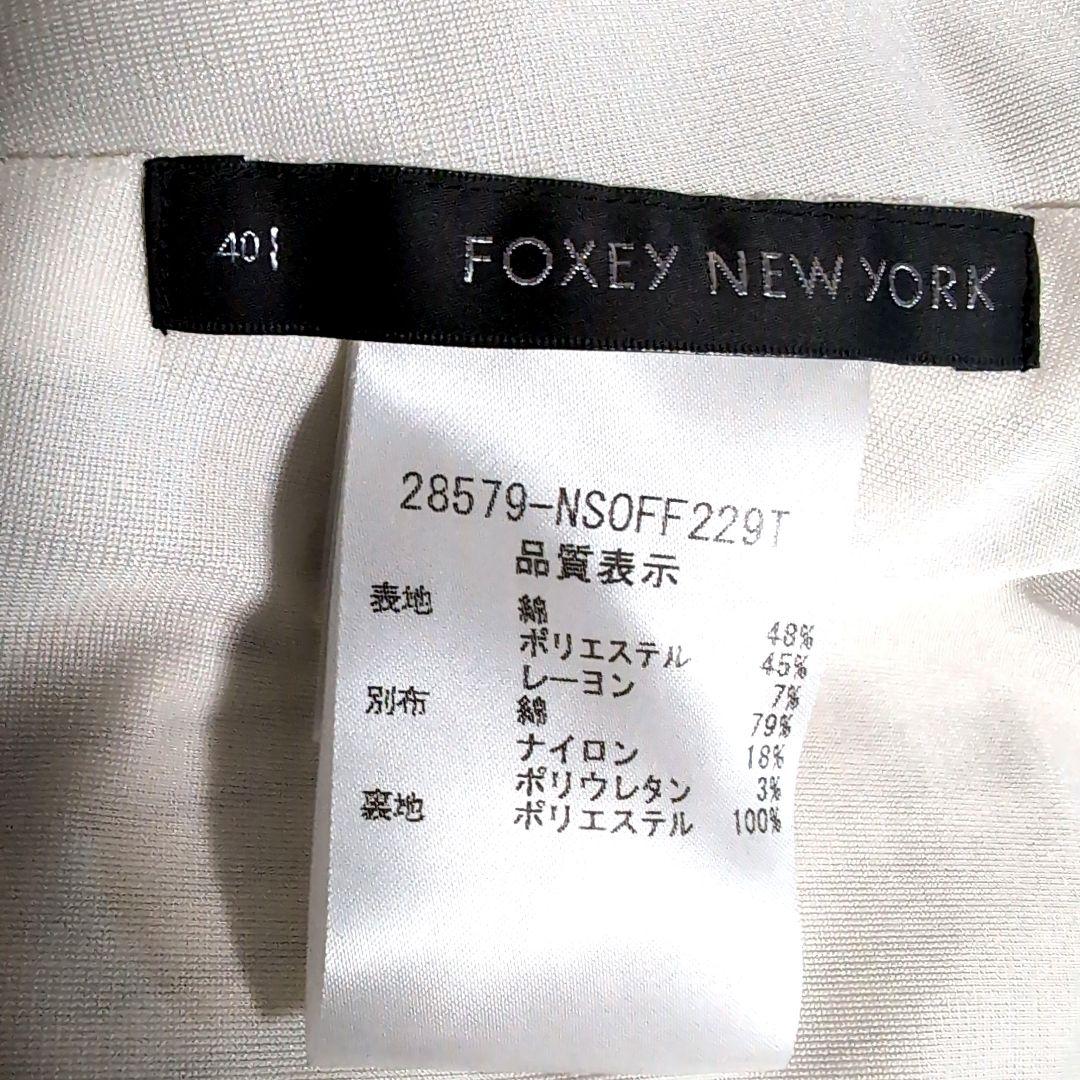 40 FOXEY NEW YORK
28579-NSOFF229T
品質表示
表地 綿 48%
ポリエステル 45%
レーヨン 7%
別布 綿 79%
ナイロン 18%
ポリウレタン 3%
裏地 ポリエステル 100%